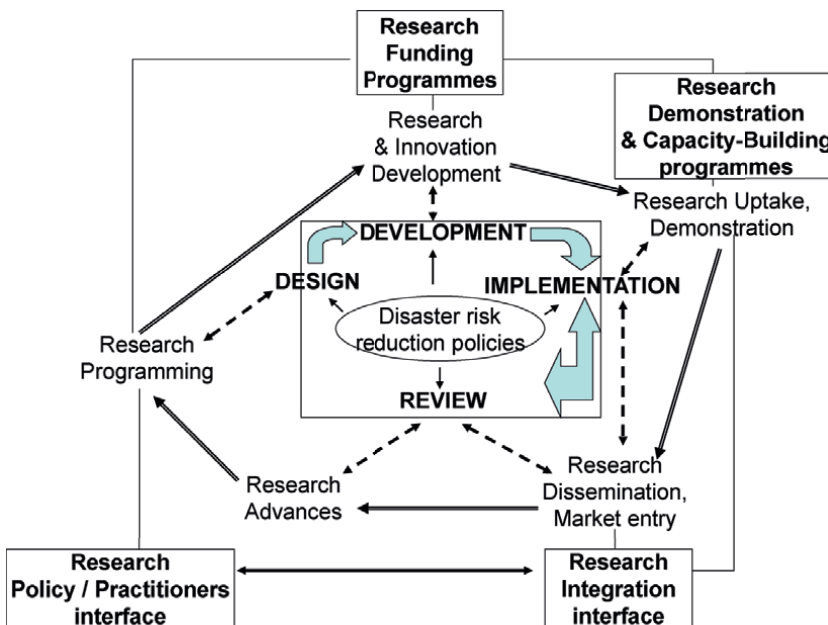 Research
Funding
Programmes
Research
Demonstration
& Capacity-Building
programmes
Research
& Innovation
Development
Research Uptake,
Demonstration
DEVELOPMENT
DESIGN
IMPLEMENTATION
Disaster risk
reduction policies
Research
Programming
REVIEW
Research
Advances
Research
Dissemination,
Market entry
Research
Policy / Practitioners
interface
Research
Integration
interface